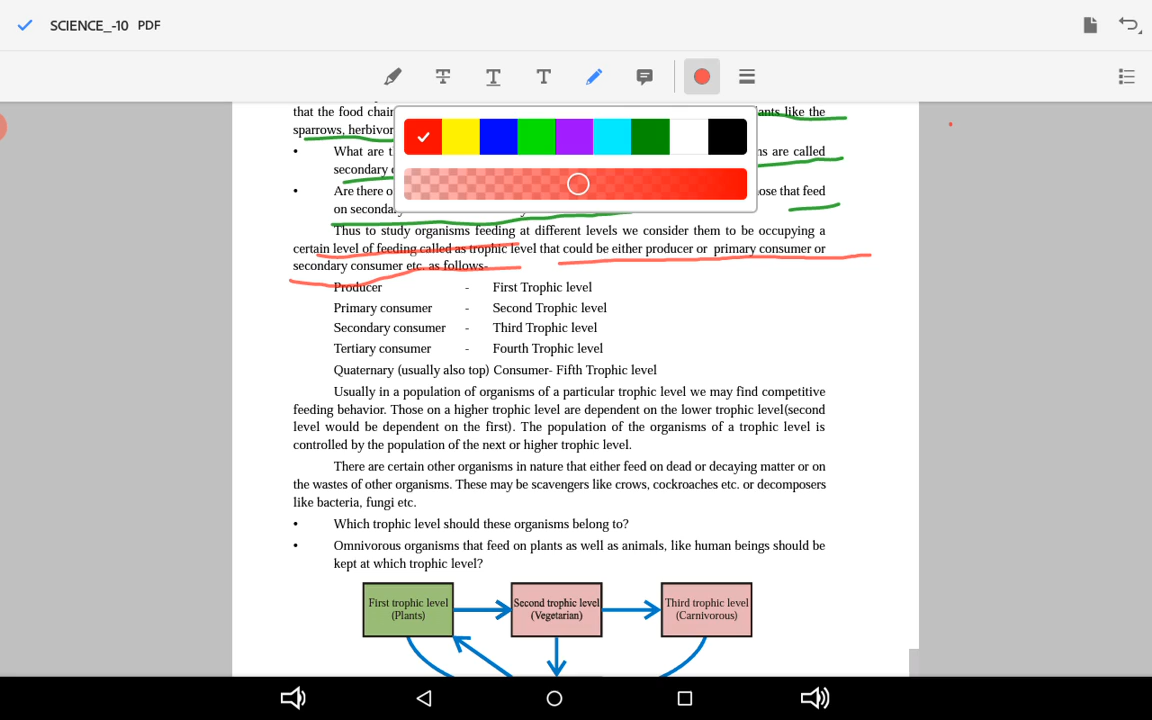 SCIENCE_-10 PDF
that the food chain ants like the
sparrows, herbivor
• What are t ns are called
secondary
• Are there o ose that feed
on secondary
Thus to study organisms feeding at different levels we consider them to be occupying a
certain level of feeding called as trophic level that could be either producer or primary consumer or
secondary consumer etc. as follows-
Producer - First Trophic level
Primary consumer - Second Trophic level
Secondary consumer - Third Trophic level
Tertiary consumer - Fourth Trophic level
Quaternary (usually also top) Consumer- Fifth Trophic level
Usually in a population of organisms of a particular trophic level we may find competitive
feeding behavior. Those on a higher trophic level are dependent on the lower trophic level(second
level would be dependent on the first). The population of the organisms of a trophic level is
controlled by the population of the next or higher trophic level.
There are certain other organisms in nature that either feed on dead or decaying matter or on
the wastes of other organisms. These may be scavengers like crows, cockroaches etc. or decomposers
like bacteria, fungi etc.
• Which trophic level should these organisms belong to?
• Omnivorous organisms that feed on plants as well as animals, like human beings should be
kept at which trophic level?
First trophic level
(Plants)
Second trophic level
(Vegetarian)
Third trophic level
(Carnivorous)